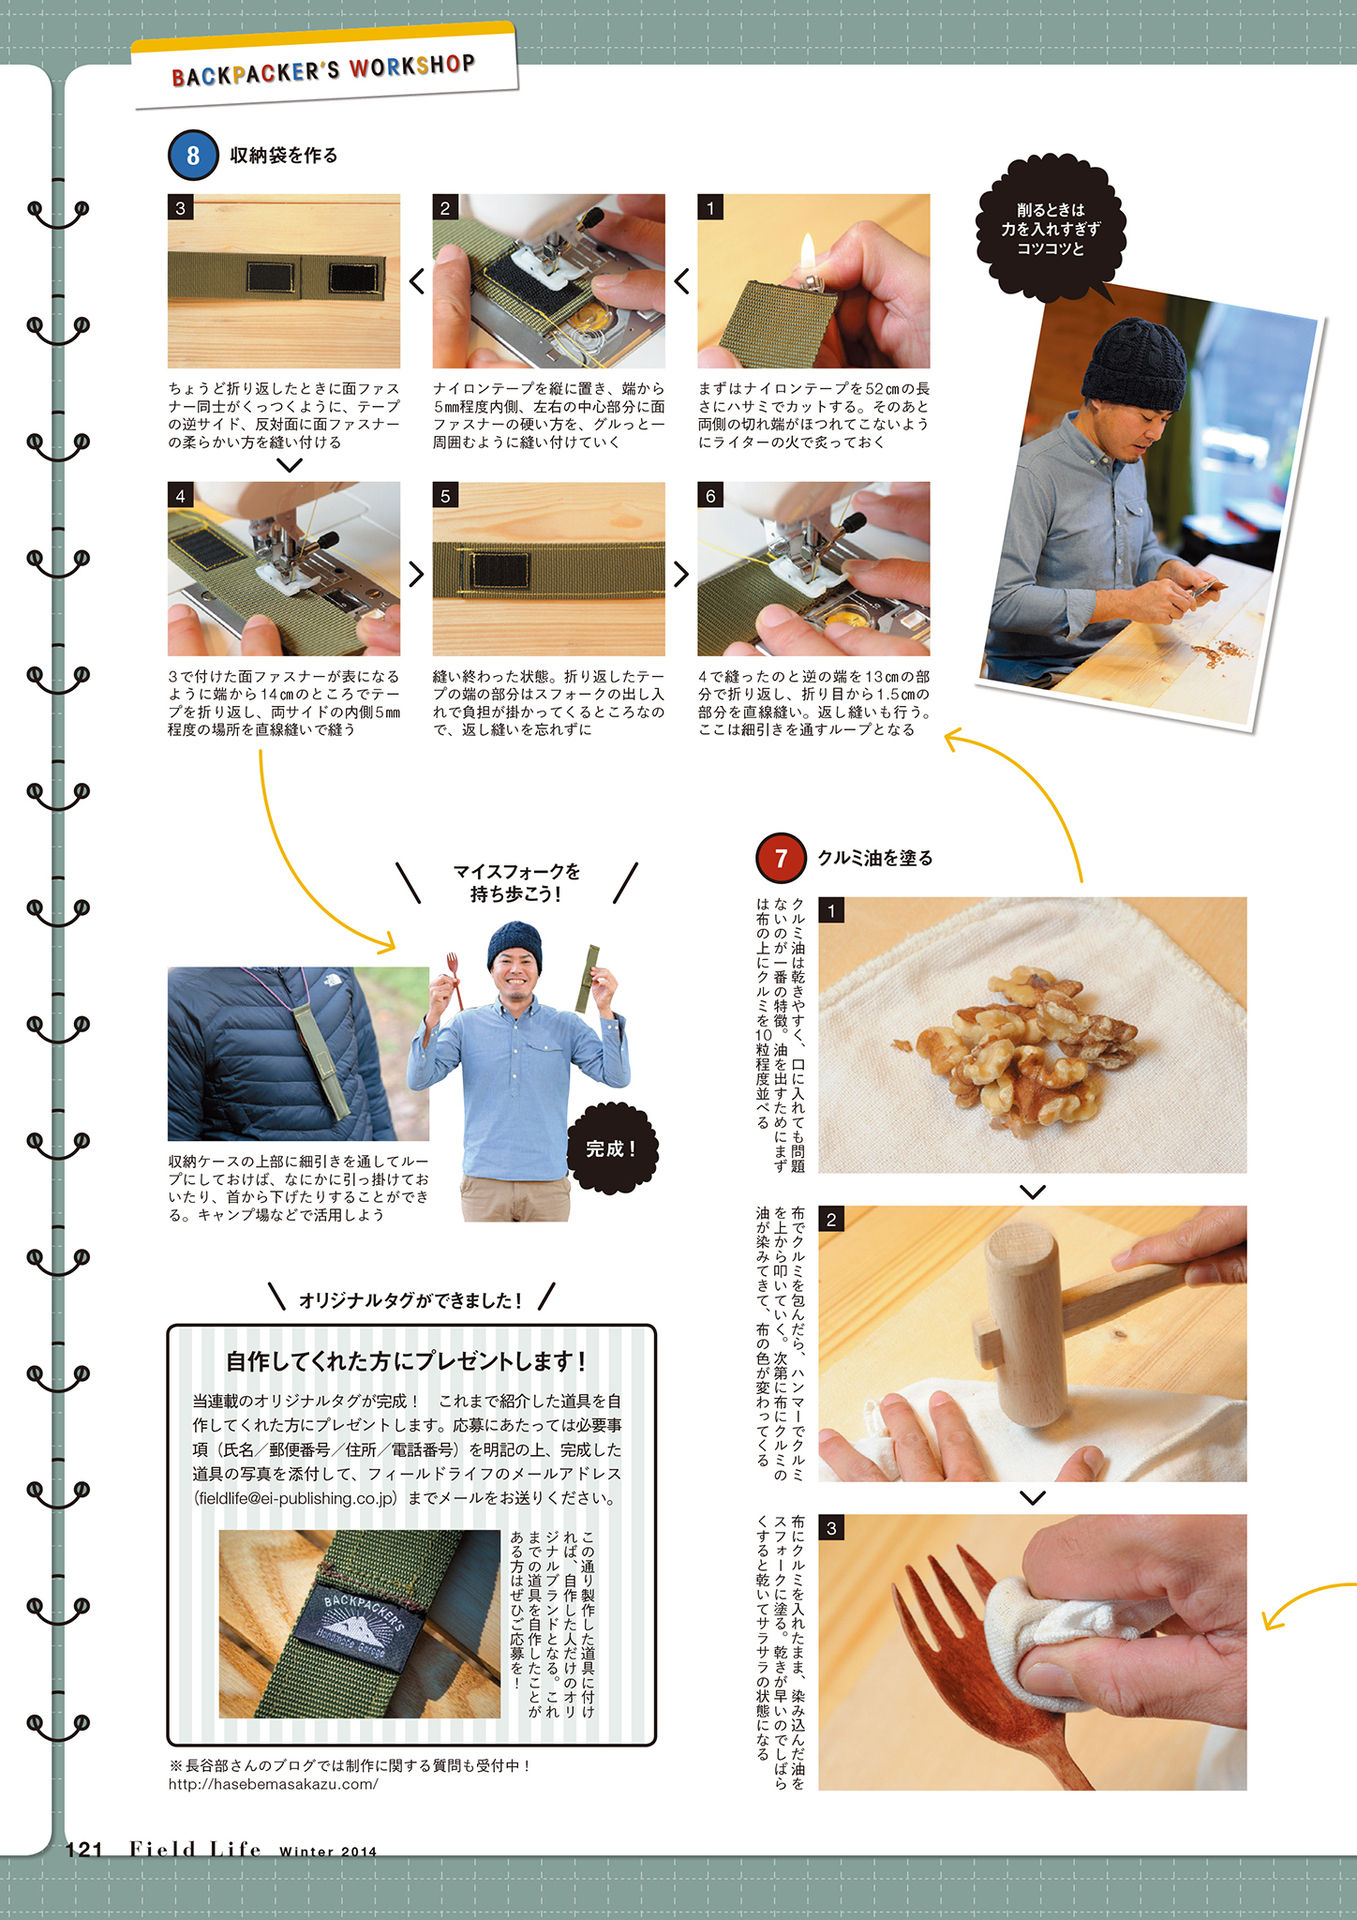 BACKPACKER'S WORKSHOP
削るときは
力を入れすぎず
コツコツと
7 クルミ油を塗る
1
クルミ油は乾きやすく、口に入れても問題
ないのが一番の特徴。油を出すためにまず
は布の上にクルミを10粒程度並べる
2
布でクルミを包んだら、ハンマーでクルミ
を上から叩いていく。次第に布にクルミの
油が染みてきて、布の色が変わってくる
3
布にクルミを入れたまま、染み込んだ油を
スフォークに塗る。乾きが早いのでしばら
くすると乾いてサラサラの状態になる
8 収納袋を作る
1
まずはナイロンテープを52㎝の長
さにハサミでカットする。そのあと
両側の切れ端がほつれてこないよう
にライターの火で炙っておく
2
ナイロンテープを縦に置き、端から
5㎜程度内側、左右の中心部分に面
ファスナーの硬い方を、グルっと一
周囲むように縫い付けていく
3
ちょうど折り返したときに面ファス
ナー同士がくっつくように、テープ
の逆サイド、反対面に面ファスナー
の柔らかい方を縫い付ける
4
3で付けた面ファスナーが表になる
ように端から14㎝のところでテー
プを折り返し、両サイドの内側5㎜
程度の場所を直線縫いで縫う
5
縫い終わった状態。折り返したテー
プの端の部分はスフォークの出し入
れで負担が掛かってくるところなの
で、返し縫いを忘れずに
6
4で縫ったのと逆の端を13㎝の部
分で折り返し、折り目から1.5㎝の
部分を直線縫い。返し縫いも行う。
ここは細引きを通すループとなる
マイスフォークを
持ち歩こう！
完成！
収納ケースの上部に細引きを通してルー
プにしておけば、なにかに引っ掛けてお
いたり、首から下げたりすることができ
る。キャンプ場などで活用しよう
オリジナルタグができました！
自作してくれた方にプレゼントします！
当連載のオリジナルタグが完成！　これまで紹介した道具を自
作してくれた方にプレゼントします。応募にあたっては必要事
項（氏名／郵便番号／住所／電話番号）を明記の上、完成した
道具の写真を添付して、フィールドライフのメールアドレス
（fieldlife@ei-publishing.co.jp）までメールをお送りください。
BACKPACKER'S
Handmade Garage
この通り製作した道具に付け
れば、自作した人だけのオリ
ジナルブランドとなる。これ
までの道具を自作したことが
ある方はぜひご応募を！
※長谷部さんのブログでは制作に関する質問も受付中！
http://hasebemasakazu.com/
121 Field Life Winter 2014